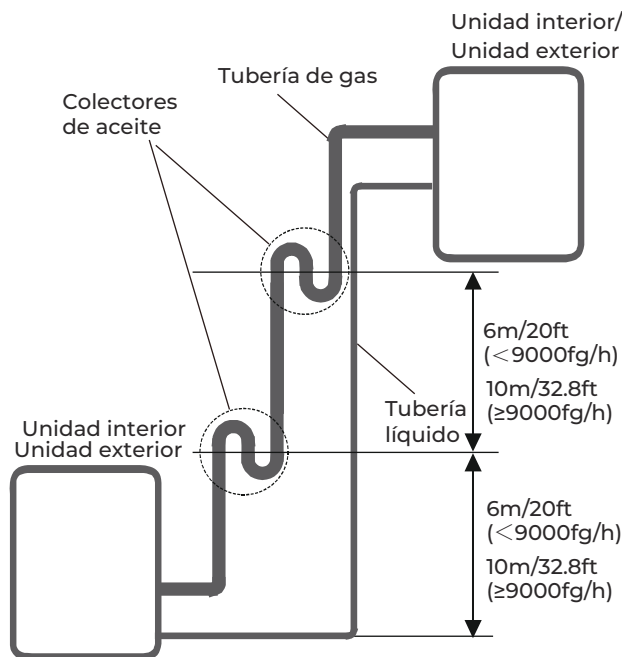 Unidad interior/
Unidad exterior
Tubería de gas
Colectores
de aceite
6m/20ft
(<9000fg/h)
10m/32.8ft
(≥9000fg/h)
Tubería
líquido
Unidad interior
Unidad exterior
6m/20ft
(<9000fg/h)
10m/32.8ft
(≥9000fg/h)